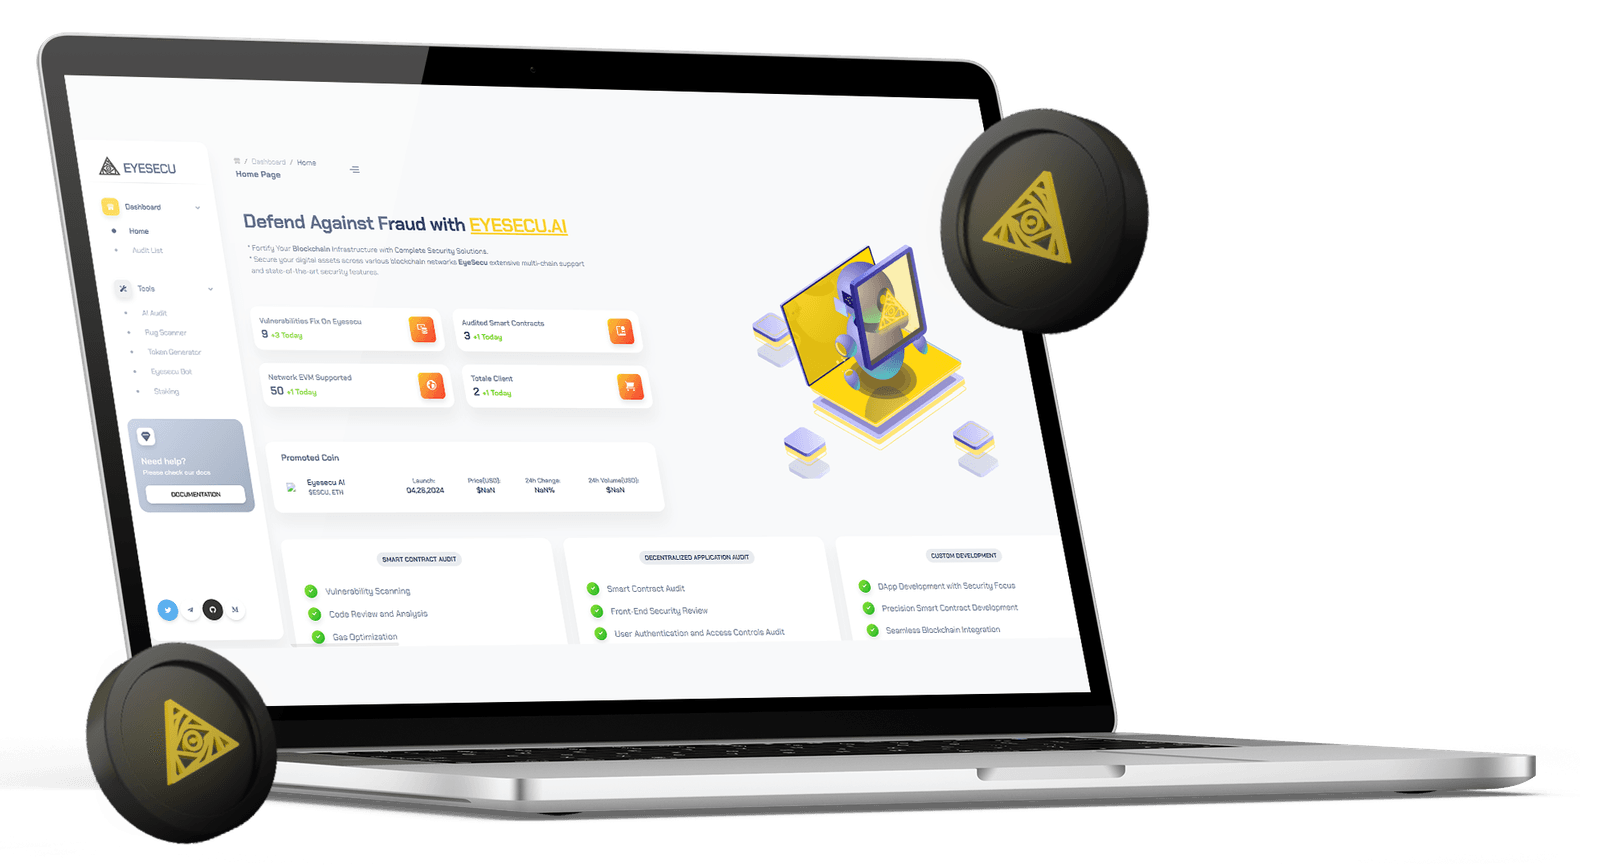 EYESECU
Dashboard
Home
Audit List
Tools
AI Audit
Rug Scanner
Token Generator
Eyesecu Bot
Staking
Need help?
Please check our docs
DOCUMENTATION
/ Dashboard / Home
Home Page
Defend Against Fraud with EYESECU.AI
* Fortify Your Blockchain Infrastructure with Complete Security Solutions.
* Secure your digital assets across various blockchain networks EyeSecu extensive multi-chain support
and state-of-the-art security features.
Vulnerabilities Fix On Eyesecu
9 +3 Today
Audited Smart Contracts
3 +1 Today
Network EVM Supported
50 +1 Today
Totale Client
2 +1 Today
Promoted Coin
Eyesecu AI
$ESCU, ETH
Launch:
04,26,2024
Price(USD):
$NaN
24h Change:
NaN%
24h Volume(USD):
$NaN
SMART CONTRACT AUDIT
Vulnerability Scanning
Code Review and Analysis
Gas Optimization
DECENTRALIZED APPLICATION AUDIT
Smart Contract Audit
Front-End Security Review
User Authentication and Access Controls Audit
CUSTOM DEVELOPMENT
DApp Development with Security Focus
Precision Smart Contract Development
Seamless Blockchain Integration